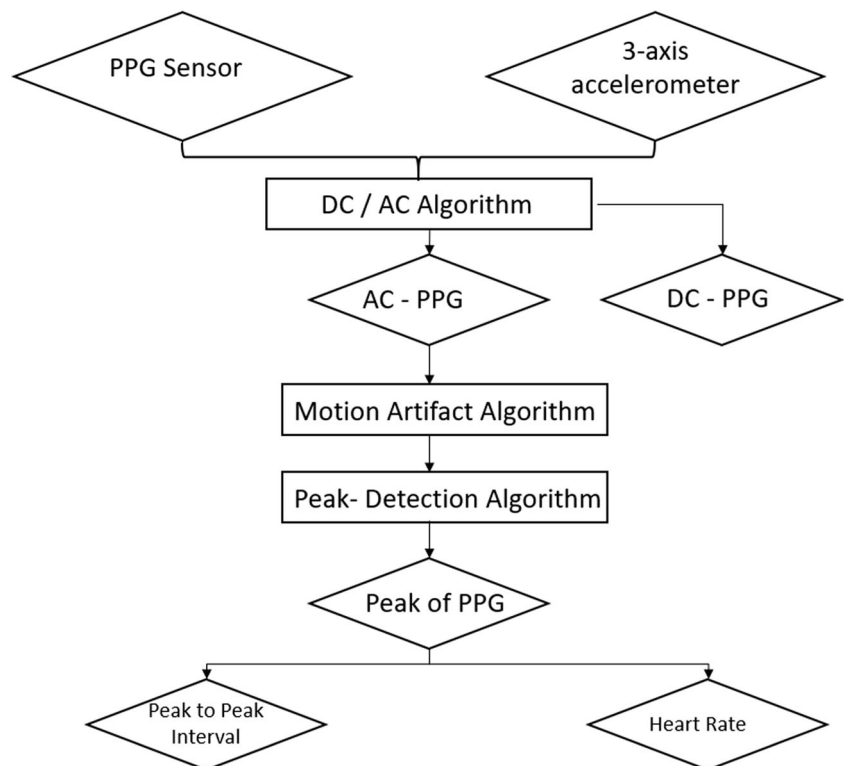 PPG Sensor
3-axis
accelerometer
DC / AC Algorithm
AC - PPG
DC - PPG
Motion Artifact Algorithm
Peak- Detection Algorithm
Peak of PPG
Peak to Peak
Interval
Heart Rate